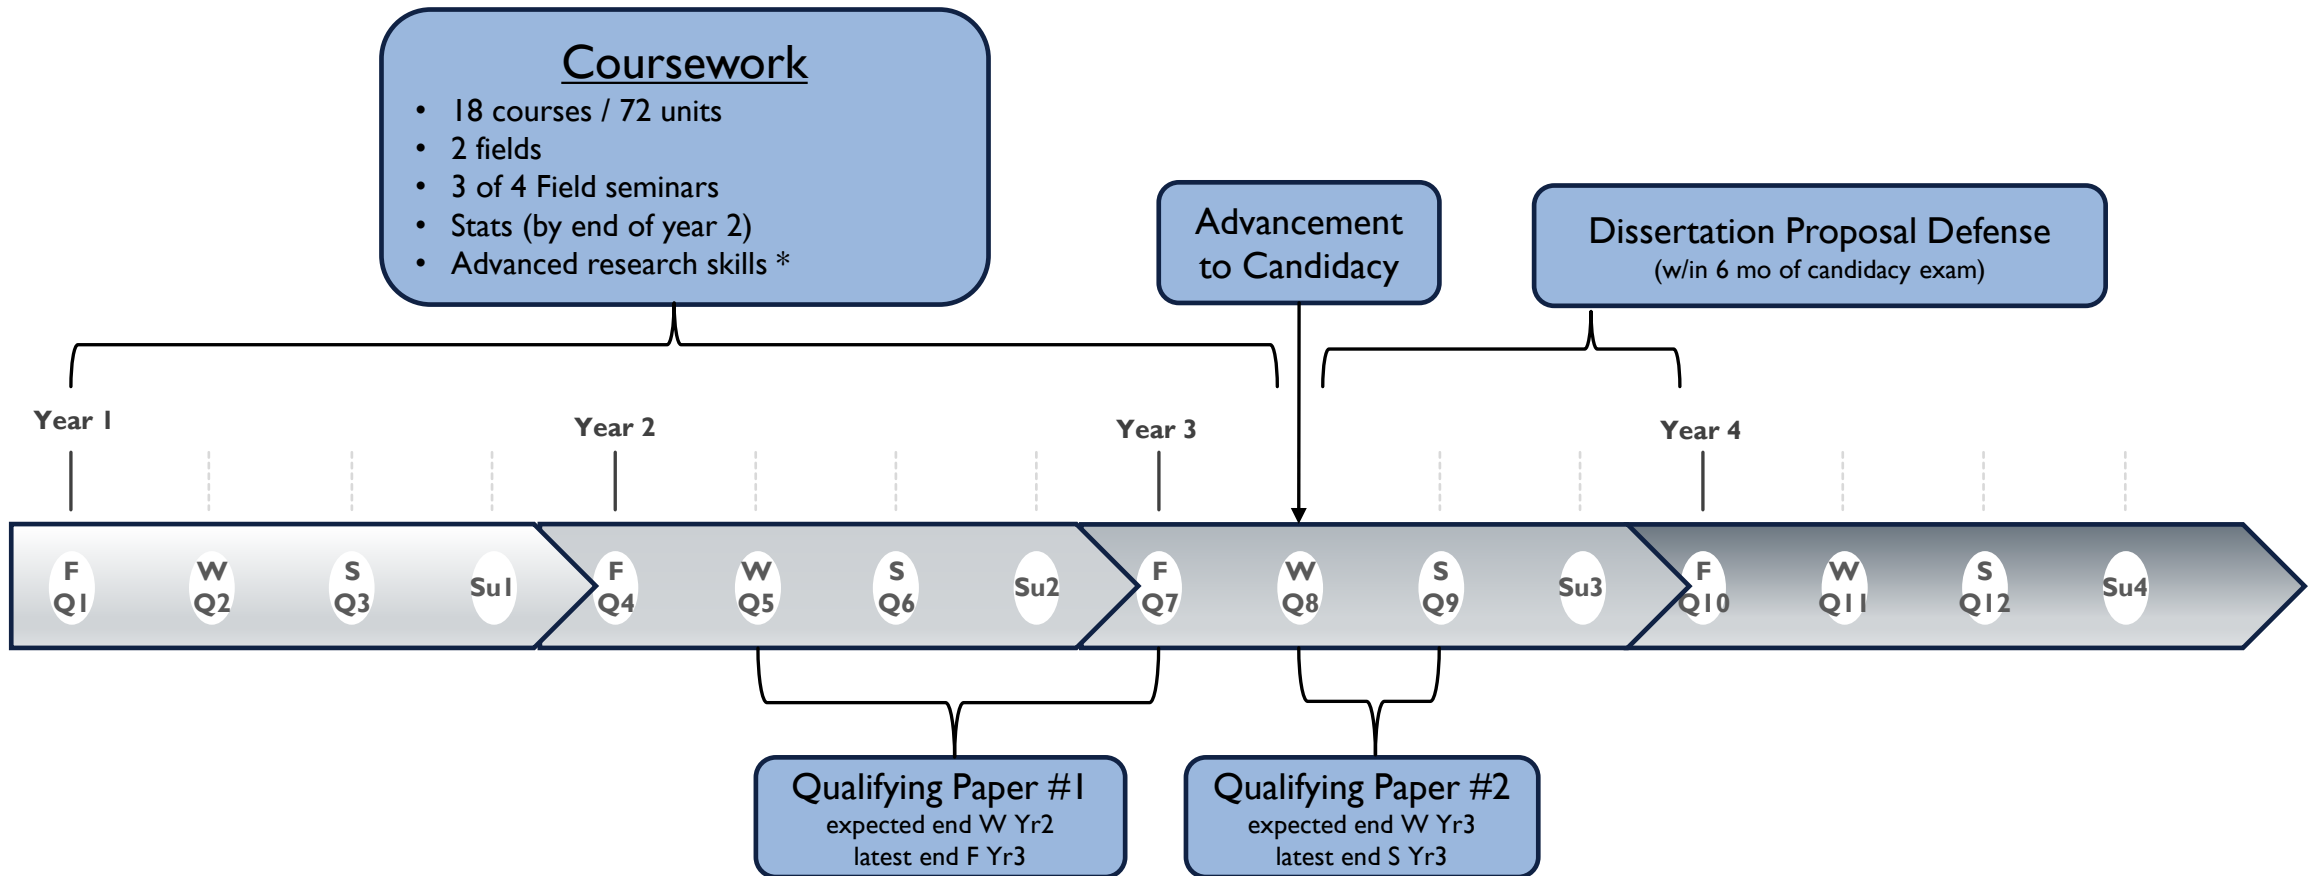 Coursework
• 18 courses / 72 units
• 2 fields
• 3 of 4 Field seminars
• Stats (by end of year 2)
• Advanced research skills *
Advancement
to Candidacy
Dissertation Proposal Defense
(w/in 6 mo of candidacy exam)
Year 1
Year 2
Year 3
Year 4
F
Q1
W
Q2
S
Q3
Su1
F
Q4
W
Q5
S
Q6
Su2
F
Q7
W
Q8
S
Q9
Su3
F
Q10
W
Q11
S
Q12
Su4
Qualifying Paper #1
expected end W Yr2
latest end F Yr3
Qualifying Paper #2
expected end W Yr3
latest end S Yr3